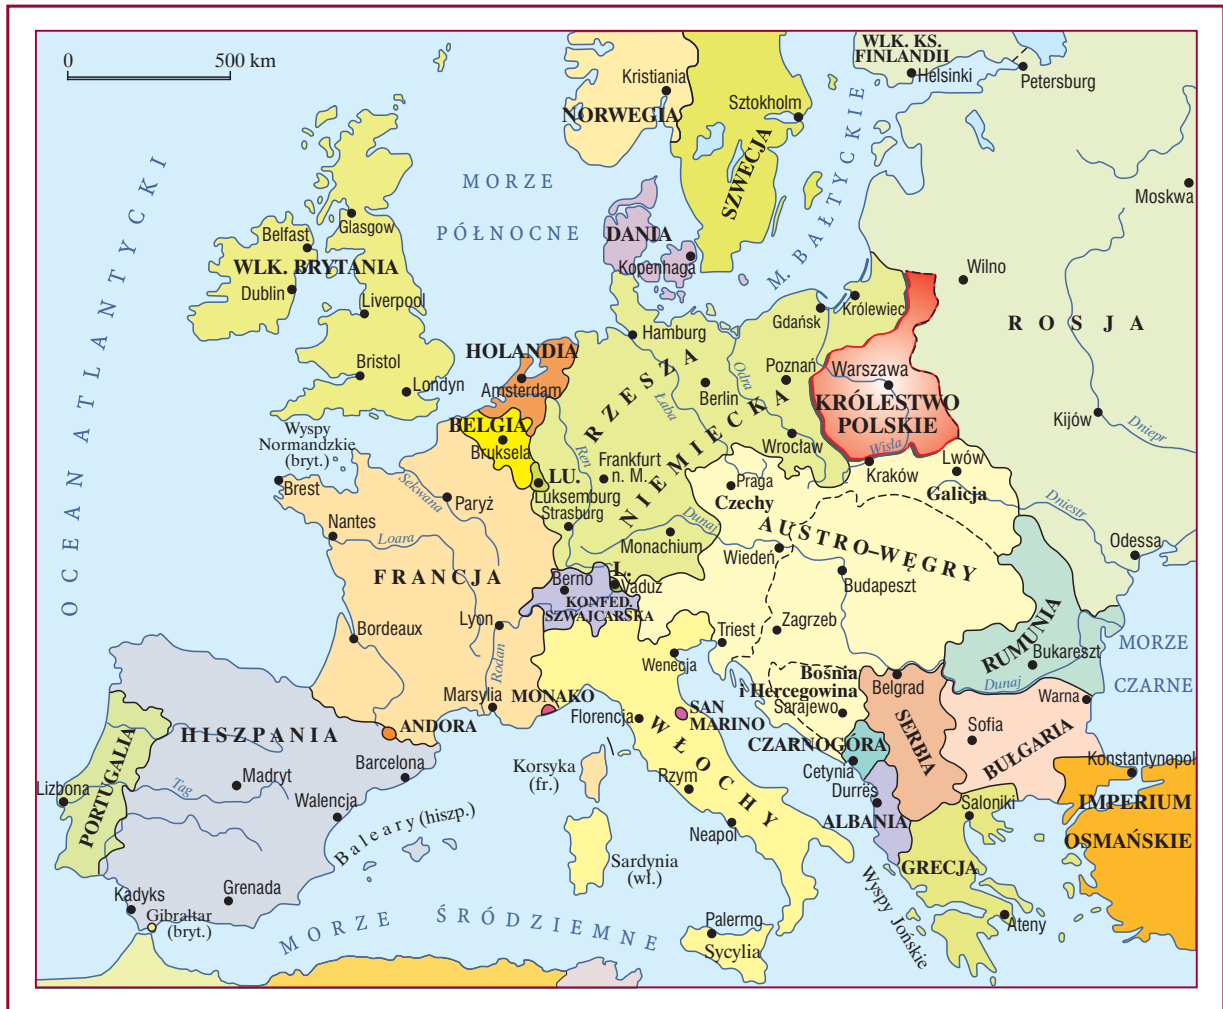 0 500 km
WLK. KS.
FINLANDII
Helsinki
Petersburg
Kristiania
NORWEGIA
Sztokholm
SZWECJA
M. BAŁTYCKIE
Moskwa
OCEAN ATLANTYCKI
MORZE
PÓŁNOCNE
Glasgow
Belfast
WLK. BRYTANIA
Dublin
Liverpool
Bristol
Londyn
DANIA
Kopenhaga
Wilno
ROSJA
Królewiec
Gdańsk
Hamburg
HOLANDIA
Amsterdam
RZESZA
NIEMIECKA
Berlin
Odra
Łaba
Poznań
Warszawa
KRÓLESTWO
POLSKIE
Wisła
Kijów
Dniepr
BELGIA
Bruksela
Ren
Wrocław
Wyspy
Normandzkie
(bryt.)
Brest
Sekwana
Paryż
LU.
Luksemburg
Strasburg
Frankfurt
n. M.
Praga
Czechy
Kraków
Lwów
Galicja
Dniestr
Nantes
Loara
Dunaj
Monachium
Wiedeń
AUSTRO–WĘGRY
Budapeszt
Odessa
FRANCJA
Berno
L.
Vaduz
KONFED.
SZWAJCARSKA
Lyon
Bordeaux
Rodan
Triest
Zagrzeb
Wenecja
RUMUNIA
Bukareszt
Dunaj
MORZE
CZARNE
Marsylia
MONAKO
Florencja
SAN
MARINO
Bośnia
i Hercegowina
Sarajewo
Belgrad
SERBIA
Warna
Sofia
BUŁGARIA
ANDORA
HISZPANIA
Barcelona
Madryt
Tag
Lizbona
PORTUGALIA
Walencja
Baleary (hiszp.)
Korsyka
(fr.)
WŁOCHY
Rzym
Neapol
CZARNOGÓRA
Cetynia
Durrës
ALBANIA
Konstantynopol
IMPERIUM
OSMAŃSKIE
Saloniki
GRECJA
Wyspy Jońskie
Ateny
Sardynia
(wł.)
Kadyks
Grenada
Gibraltar
(bryt.)
MORZE ŚRÓDZIEMNE
Palermo
Sycylia